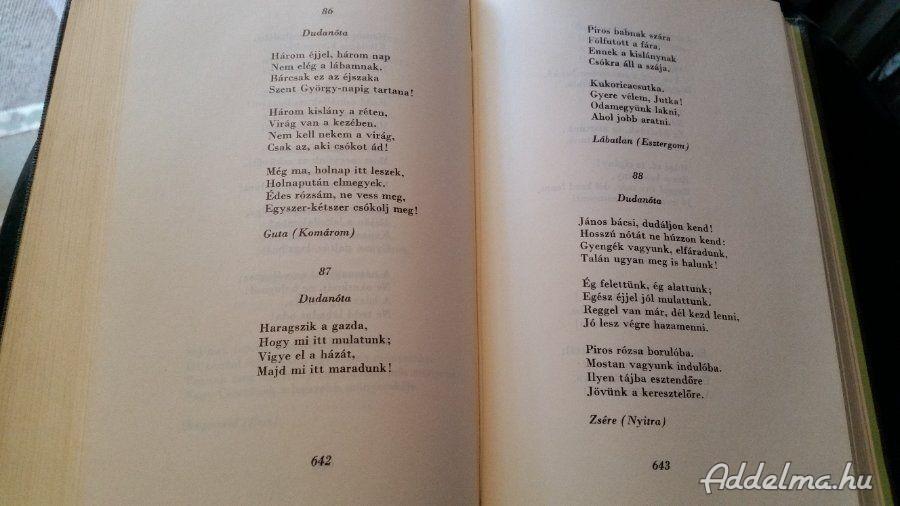 86
Dudanóta
Három éjjel, három nap
Nem elég a lábamnak.
Bárcsak ez az éjszaka
Szent György-napig tartana!
Három kislány a réten,
Virág van a kezében.
Nem kell nekem a virág,
Csak az, aki csókot ád!
Még ma, holnap itt leszek,
Holnapután elmegyek.
Édes rózsám, ne vess meg,
Egyszer-kétszer csókolj meg!
Guta (Komárom)
87
Dudanóta
Haragszik a gazda,
Hogy mi itt mulatunk;
Vigye el a házát,
Majd mi itt maradunk!
642
Piros babnak szára
Fölfutott a fára,
Ennek a kislánynak
Csókra áll a szája.
Kukoricacsutka.
Gyere vélem, Jutka!
Odamegyünk lakni,
Ahol jobb aratni.
Lábatlan (Esztergom)
88
Dudanóta
János bácsi, dudáljon kend!
Hosszú nótát ne húzzon kend:
Gyengék vagyunk, elfáradunk,
Talán ugyan meg is halunk!
Ég felettünk, ég alattunk;
Egész éjjel jól mulattunk.
Reggel van már, dél kezd lenni,
Jó lesz végre hazamenni.
Piros rózsa borulóba.
Mostan vagyunk indulóba.
Ilyen tájba esztendőre
Jövünk a keresztelőre.
Zsére (Nyitra)
643
Addelma.hu